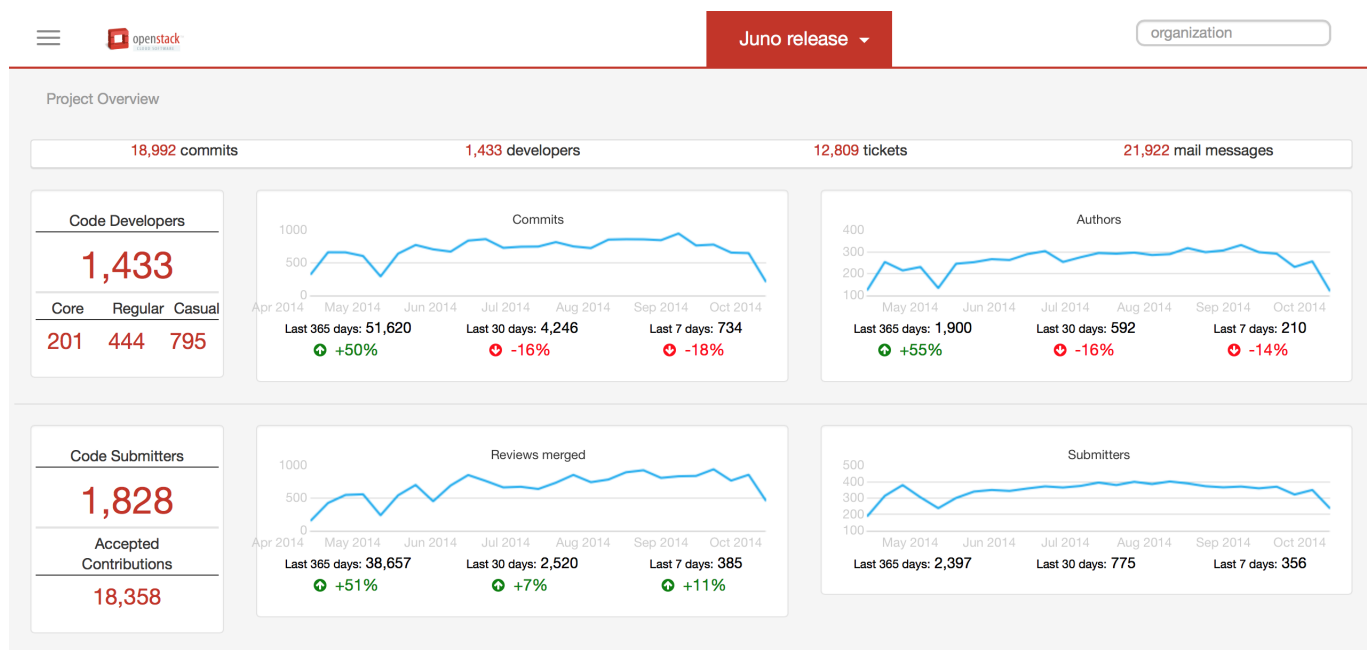 openstack
CLOUD SOFTWARE
Juno release
organization
Project Overview
18,992 commits 1,433 developers 12,809 tickets 21,922 mail messages
Code Developers
1,433
Core Regular Casual
201 444 795
Commits
1000
500
0
Apr 2014 May 2014 Jun 2014 Jul 2014 Aug 2014 Sep 2014 Oct 2014
Last 365 days: 51,620 Last 30 days: 4,246 Last 7 days: 734
+50% -16% -18%
Authors
400
300
200
100
May 2014 Jun 2014 Jul 2014 Aug 2014 Sep 2014 Oct 2014
Last 365 days: 1,900 Last 30 days: 592 Last 7 days: 210
+55% -16% -14%
Code Submitters
1,828
Accepted
Contributions
18,358
Reviews merged
1000
500
0
Apr 2014 May 2014 Jun 2014 Jul 2014 Aug 2014 Sep 2014 Oct 2014
Last 365 days: 38,657 Last 30 days: 2,520 Last 7 days: 385
+51% +7% +11%
Submitters
500
400
300
200
100
May 2014 Jun 2014 Jul 2014 Aug 2014 Sep 2014 Oct 2014
Last 365 days: 2,397 Last 30 days: 775 Last 7 days: 356